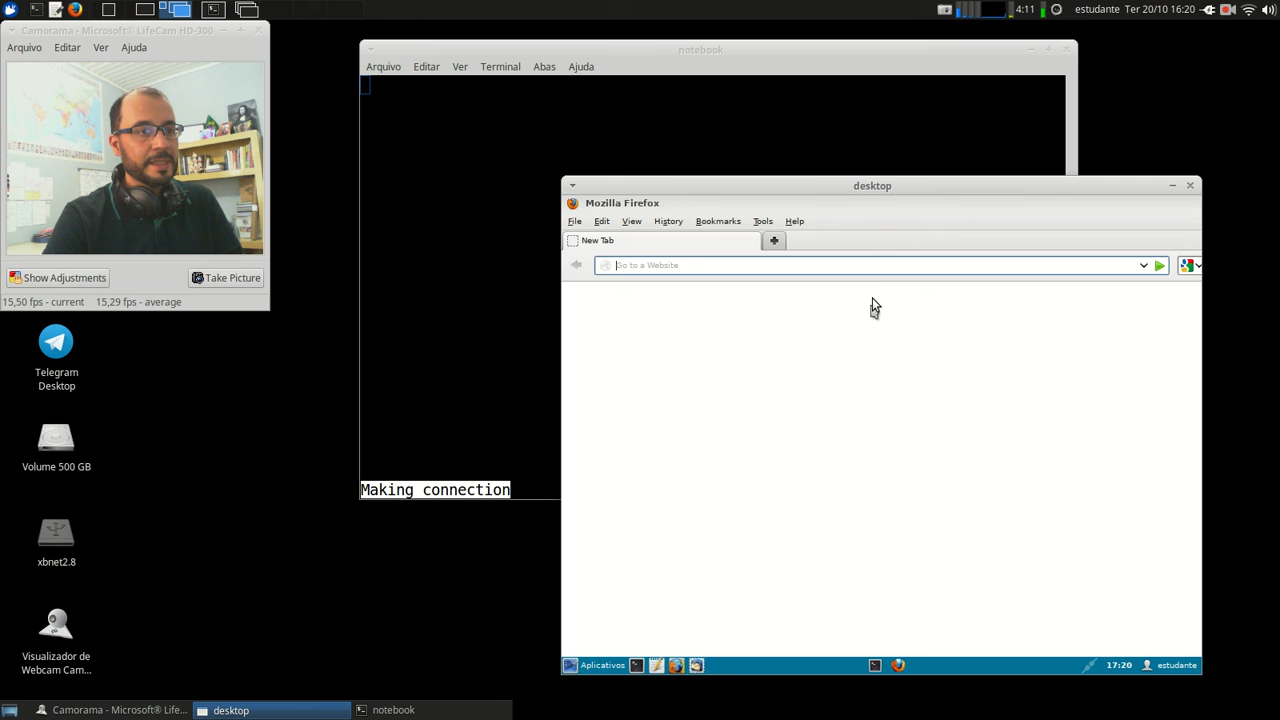 4:11
estudante
Ter 20/10 16:20
Camorama - Microsoft® LifeCam HD-300
Arquivo Editar Ver Ajuda
Show Adjustments
Take Picture
15,50 fps - current 15,29 fps - average
Telegram
Desktop
Volume 500 GB
xbnet2.8
Visualizador de
Webcam Cam...
notebook
Arquivo Editar Ver Terminal Abas Ajuda
Making connection
desktop
Mozilla Firefox
File Edit View History Bookmarks Tools Help
New Tab
Go to a Website
Aplicativos
17:20
estudante
Camorama - Microsoft® Life...
desktop
notebook